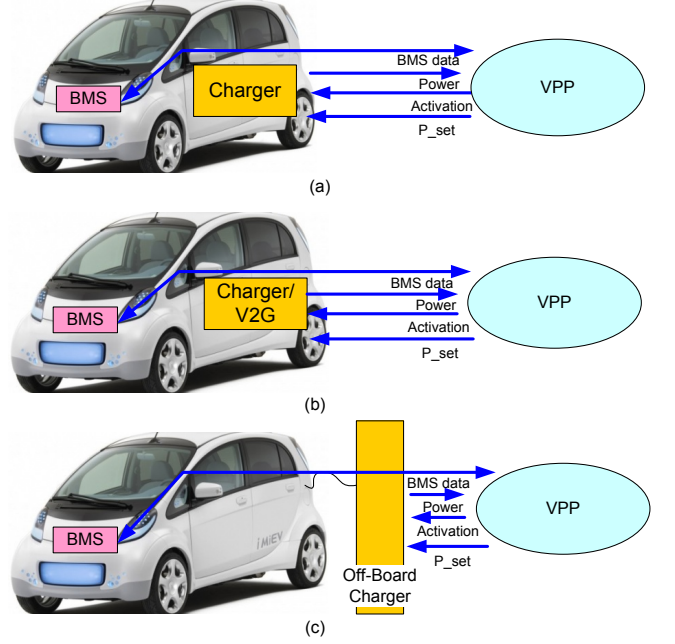 BMS
Charger
BMS data
Power
Activation
P_set
VPP
(a)
BMS
Charger/
V2G
BMS data
Power
Activation
P_set
VPP
(b)
BMS
i MiEV
BMS data
Power
Activation
P_set
VPP
Off-Board
Charger
(c)